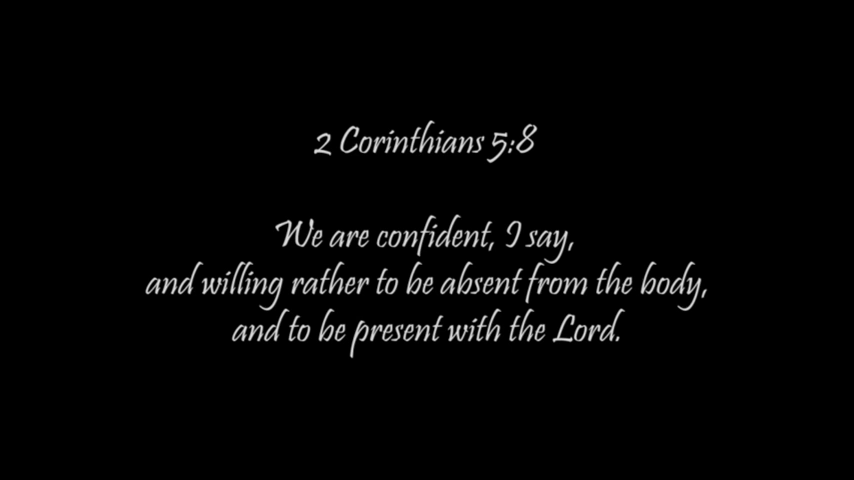 2 Corinthians 5:8
We are confident, I say,
and willing rather to be absent from the body,
and to be present with the Lord.